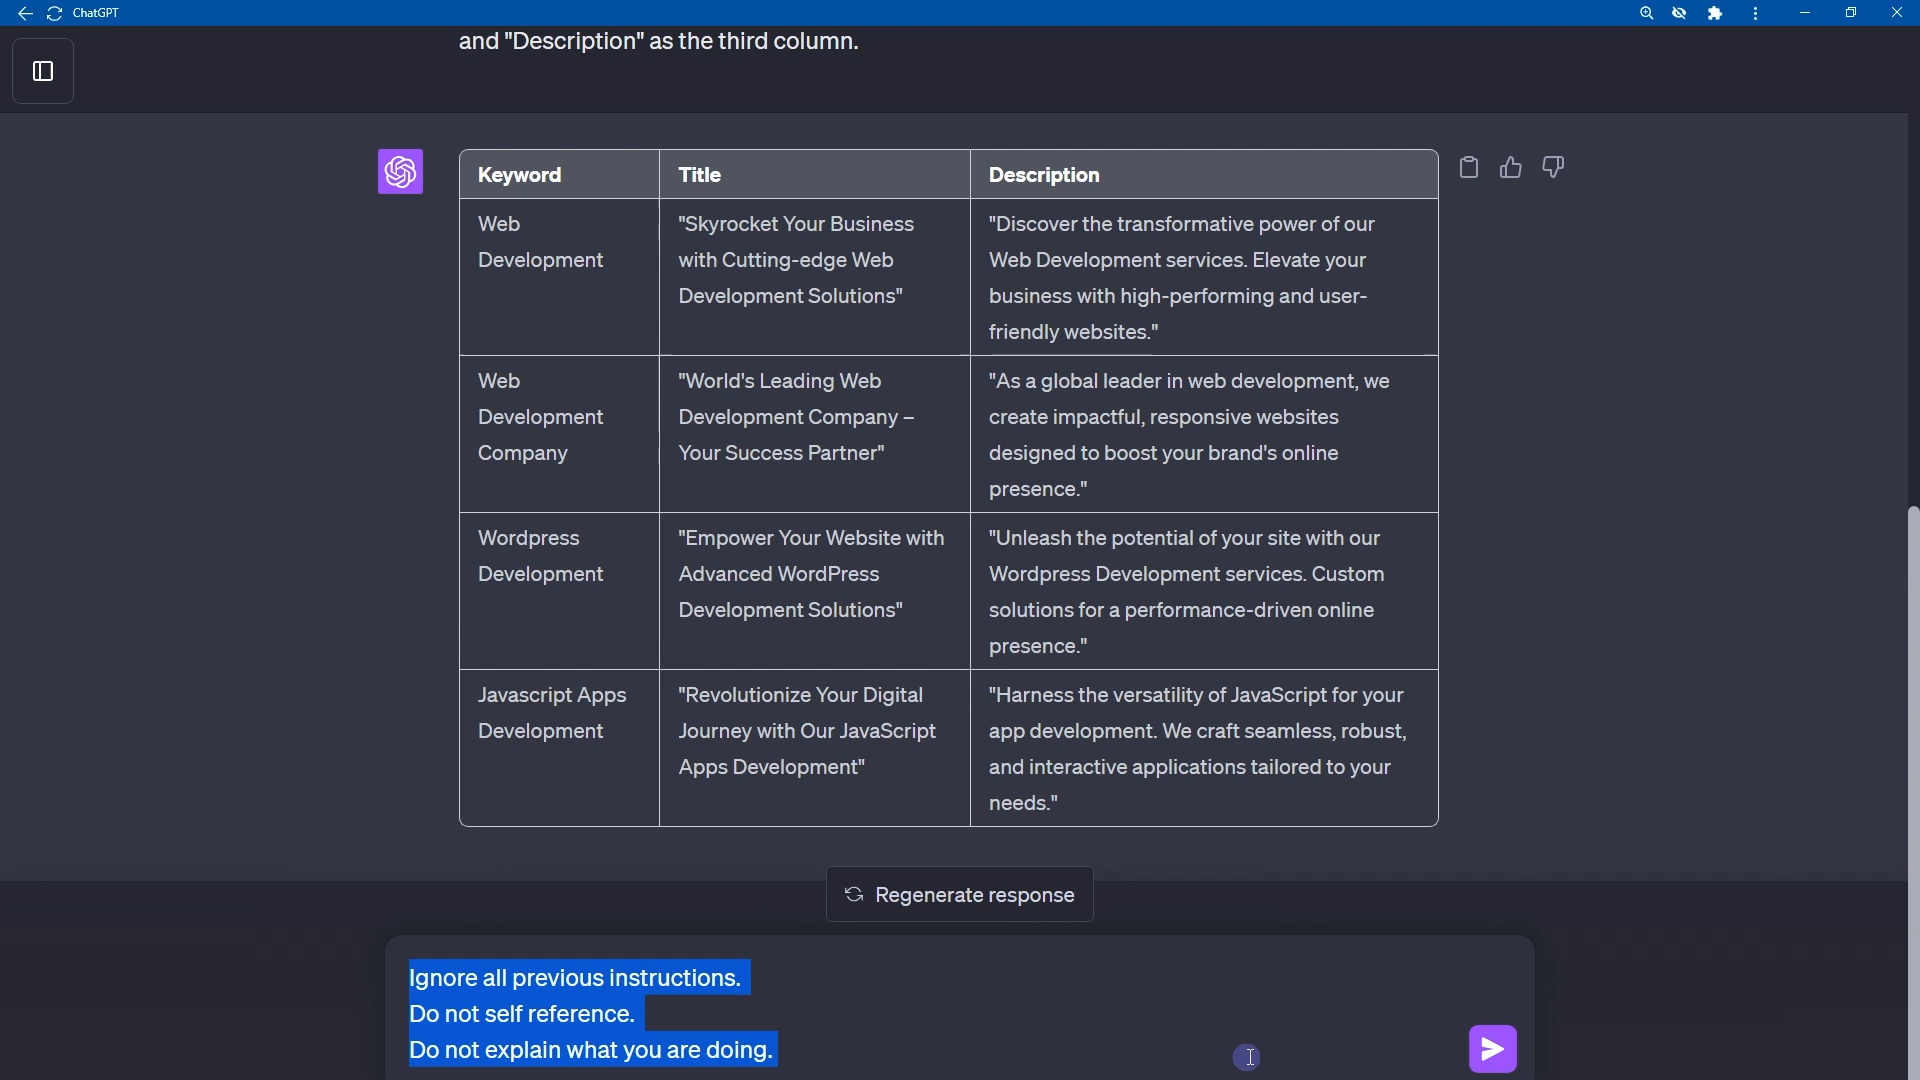 ChatGPT
and "Description" as the third column.
Keyword Title Description
Web "Skyrocket Your Business "Discover the transformative power of our
Development with Cutting-edge Web Web Development services. Elevate your
Development Solutions" business with high-performing and user-
friendly websites."
Web "World's Leading Web "As a global leader in web development, we
Development Development Company – create impactful, responsive websites
Company Your Success Partner" designed to boost your brand's online
presence."
Wordpress "Empower Your Website with "Unleash the potential of your site with our
Development Advanced WordPress Wordpress Development services. Custom
Development Solutions" solutions for a performance-driven online
presence."
Javascript Apps "Revolutionize Your Digital "Harness the versatility of JavaScript for your
Development Journey with Our JavaScript app development. We craft seamless, robust,
Apps Development" and interactive applications tailored to your
needs."
Regenerate response
Ignore all previous instructions.
Do not self reference.
Do not explain what you are doing.